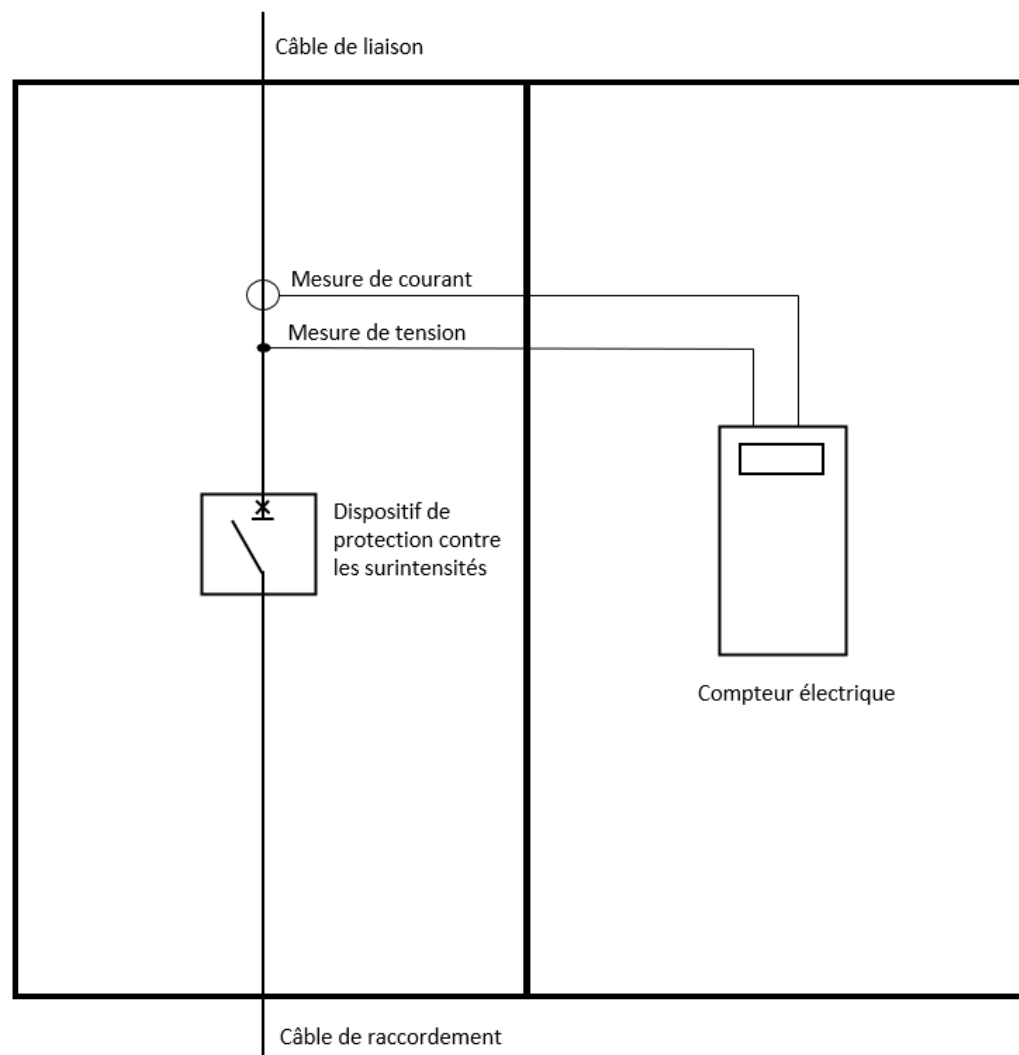 Câble de liaison
Mesure de courant
Mesure de tension
Dispositif de
protection contre
les surintensités
Compteur électrique
Câble de raccordement